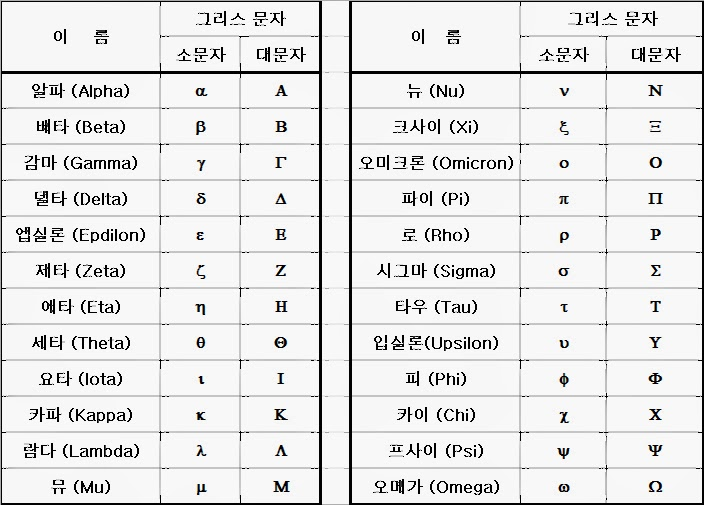 이 름 그리스 문자 이 름 그리스 문자
소문자 대문자 소문자 대문자
알파 (Alpha) α Α 뉴 (Nu) ν Ν
배타 (Beta) β Β 크사이 (Xi) ξ Ξ
감마 (Gamma) γ Γ 오미크론 (Omicron) ο Ο
델타 (Delta) δ Δ 파이 (Pi) π Π
앱실론 (Epdilon) ε Ε 로 (Rho) ρ Ρ
재타 (Zeta) ζ Ζ 시그마 (Sigma) σ Σ
에타 (Eta) η Η 타우 (Tau) τ Τ
세타 (Theta) θ Θ 입실론(Upsilon) υ Υ
요타 (Iota) ι Ι 피 (Phi) ϕ Φ
카파 (Kappa) κ Κ 카이 (Chi) χ Χ
람다 (Lambda) λ Λ 프사이 (Psi) ψ Ψ
뮤 (Mu) μ Μ 오메가 (Omega) ω Ω